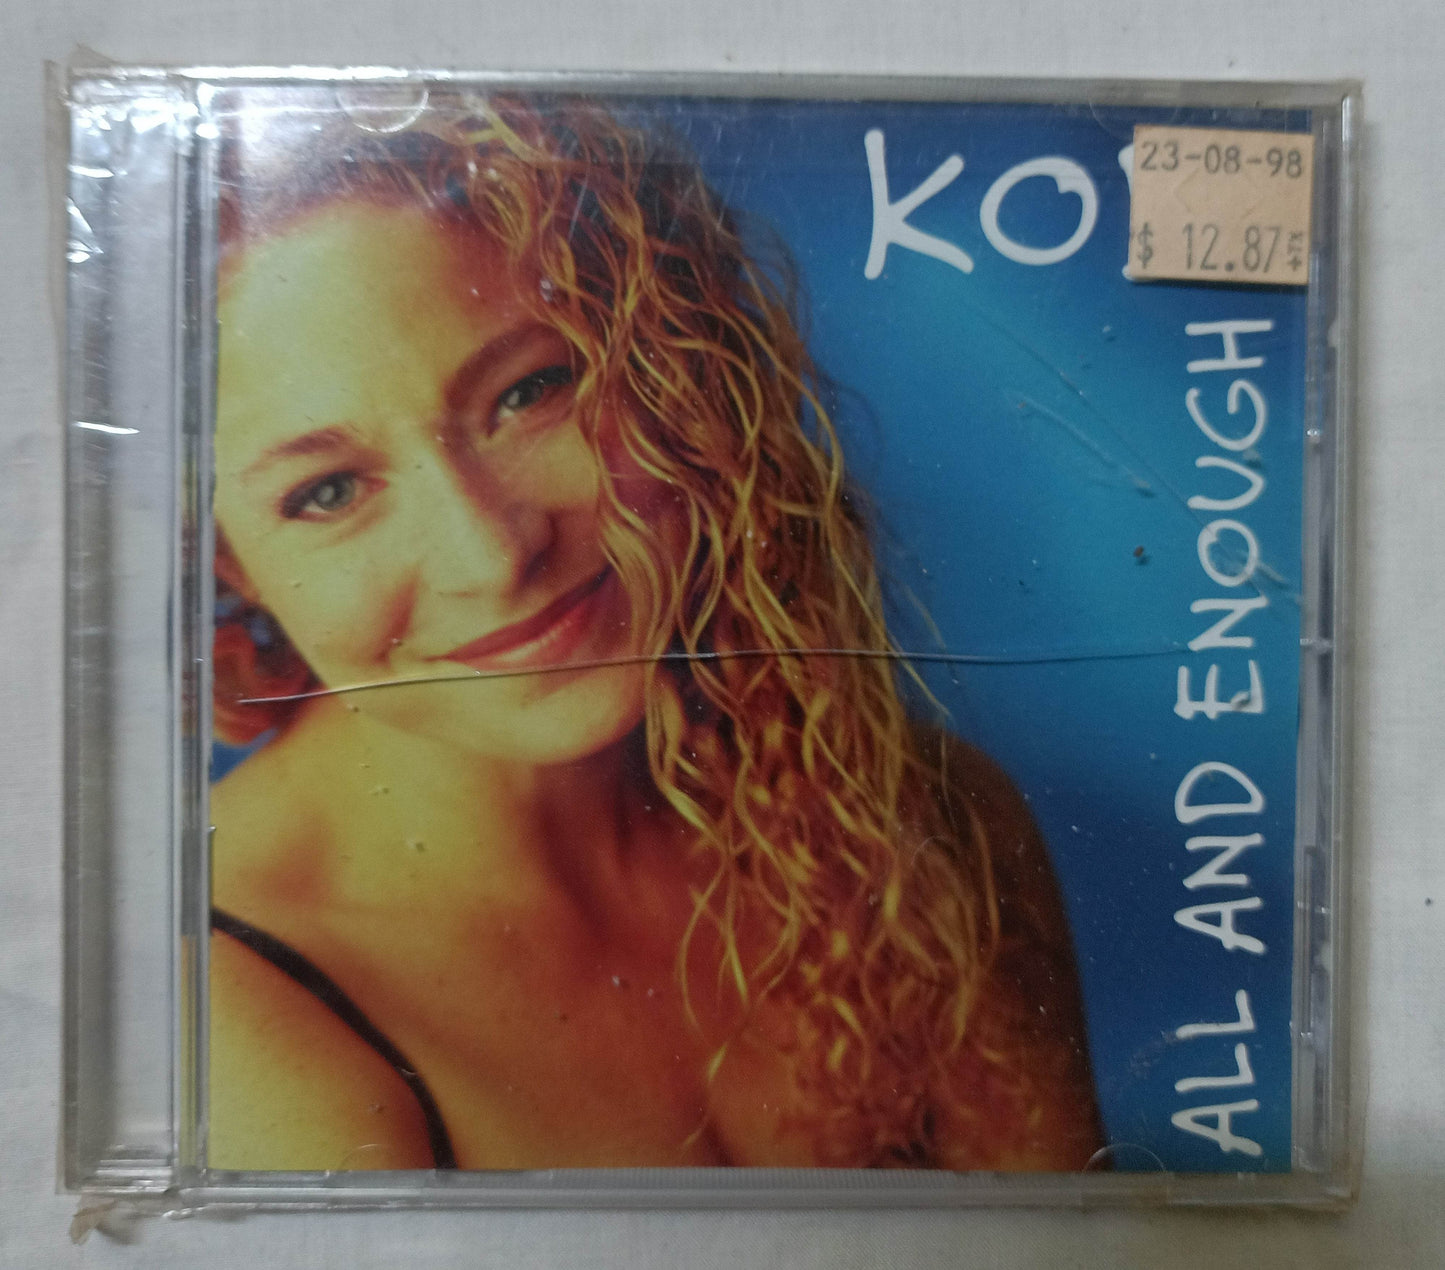 KO
23-08-98
$ 12.87
ALL AND ENOUGH